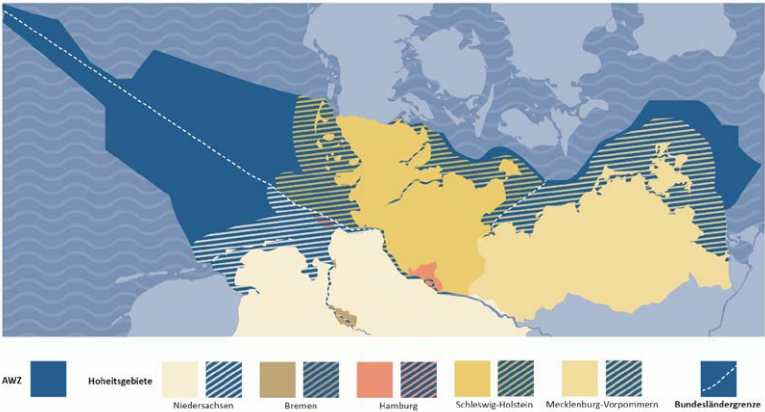 AWZ
Hoheitsgebiete
Niedersachsen
Bremen
Hamburg
Schleswig-Holstein
Mecklenburg-Vorpommern
Bundesländergrenze